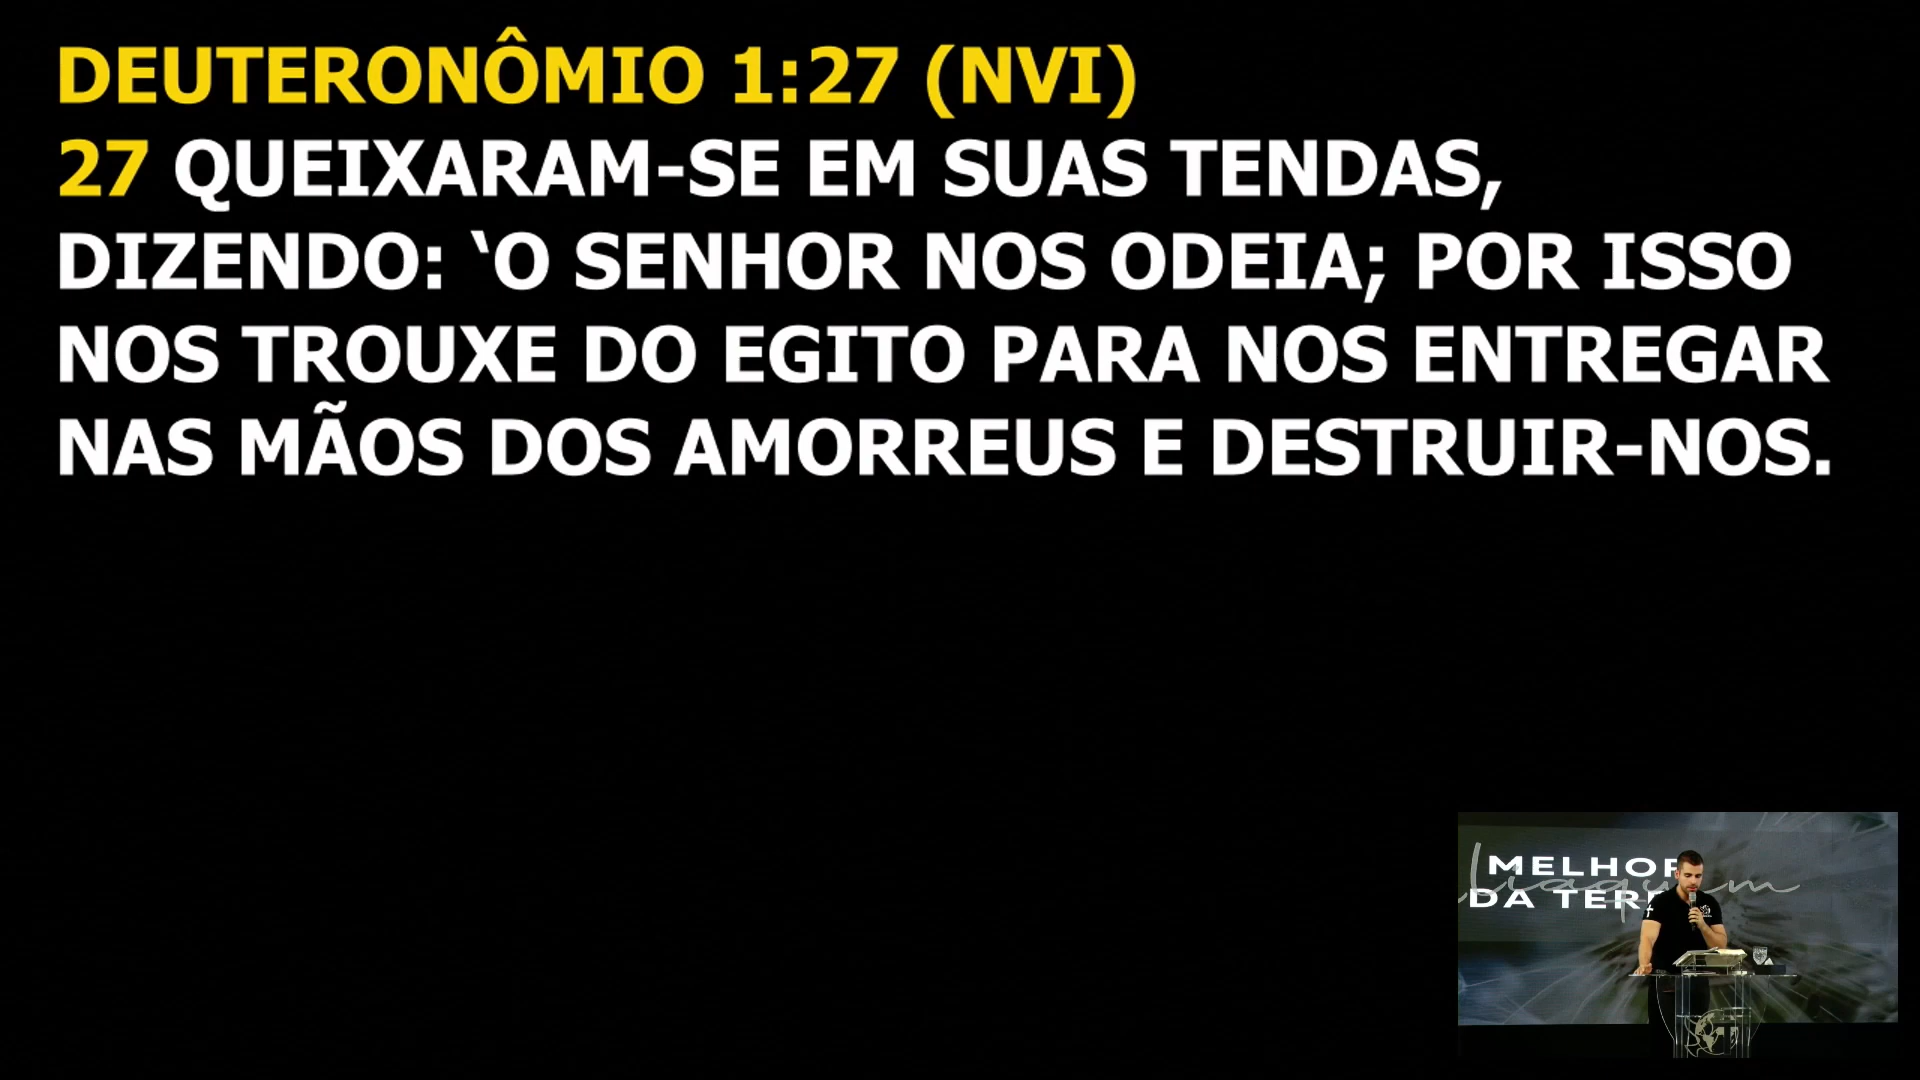 DEUTERONÔMIO 1:27 (NVI)
27 QUEIXARAM-SE EM SUAS TENDAS,
DIZENDO: ‘O SENHOR NOS ODEIA; POR ISSO
NOS TROUXE DO EGITO PARA NOS ENTREGAR
NAS MÃOS DOS AMORREUS E DESTRUIR-NOS.
MELHOR
DA